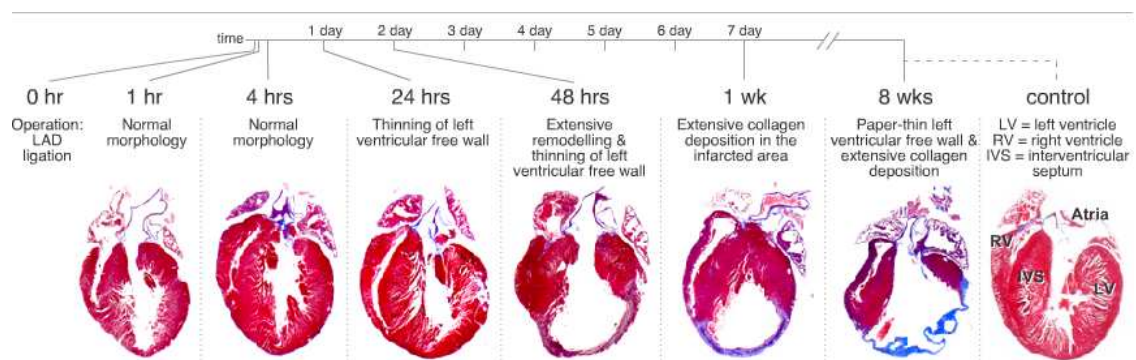 time
1 day
2 day
3 day
4 day
5 day
6 day
7 day
0 hr
Operation:
LAD
ligation
1 hr
Normal
morphology
4 hrs
Normal
morphology
24 hrs
Thinning of left
ventricular free wall
48 hrs
Extensive
remodelling &
thinning of left
ventricular free wall
1 wk
Extensive collagen
deposition in the
infarcted area
8 wks
Paper-thin left
ventricular free wall &
extensive collagen
deposition
control
LV = left ventricle
RV = right ventricle
IVS = interventricular
septum
Atria
RV
IVS
LV